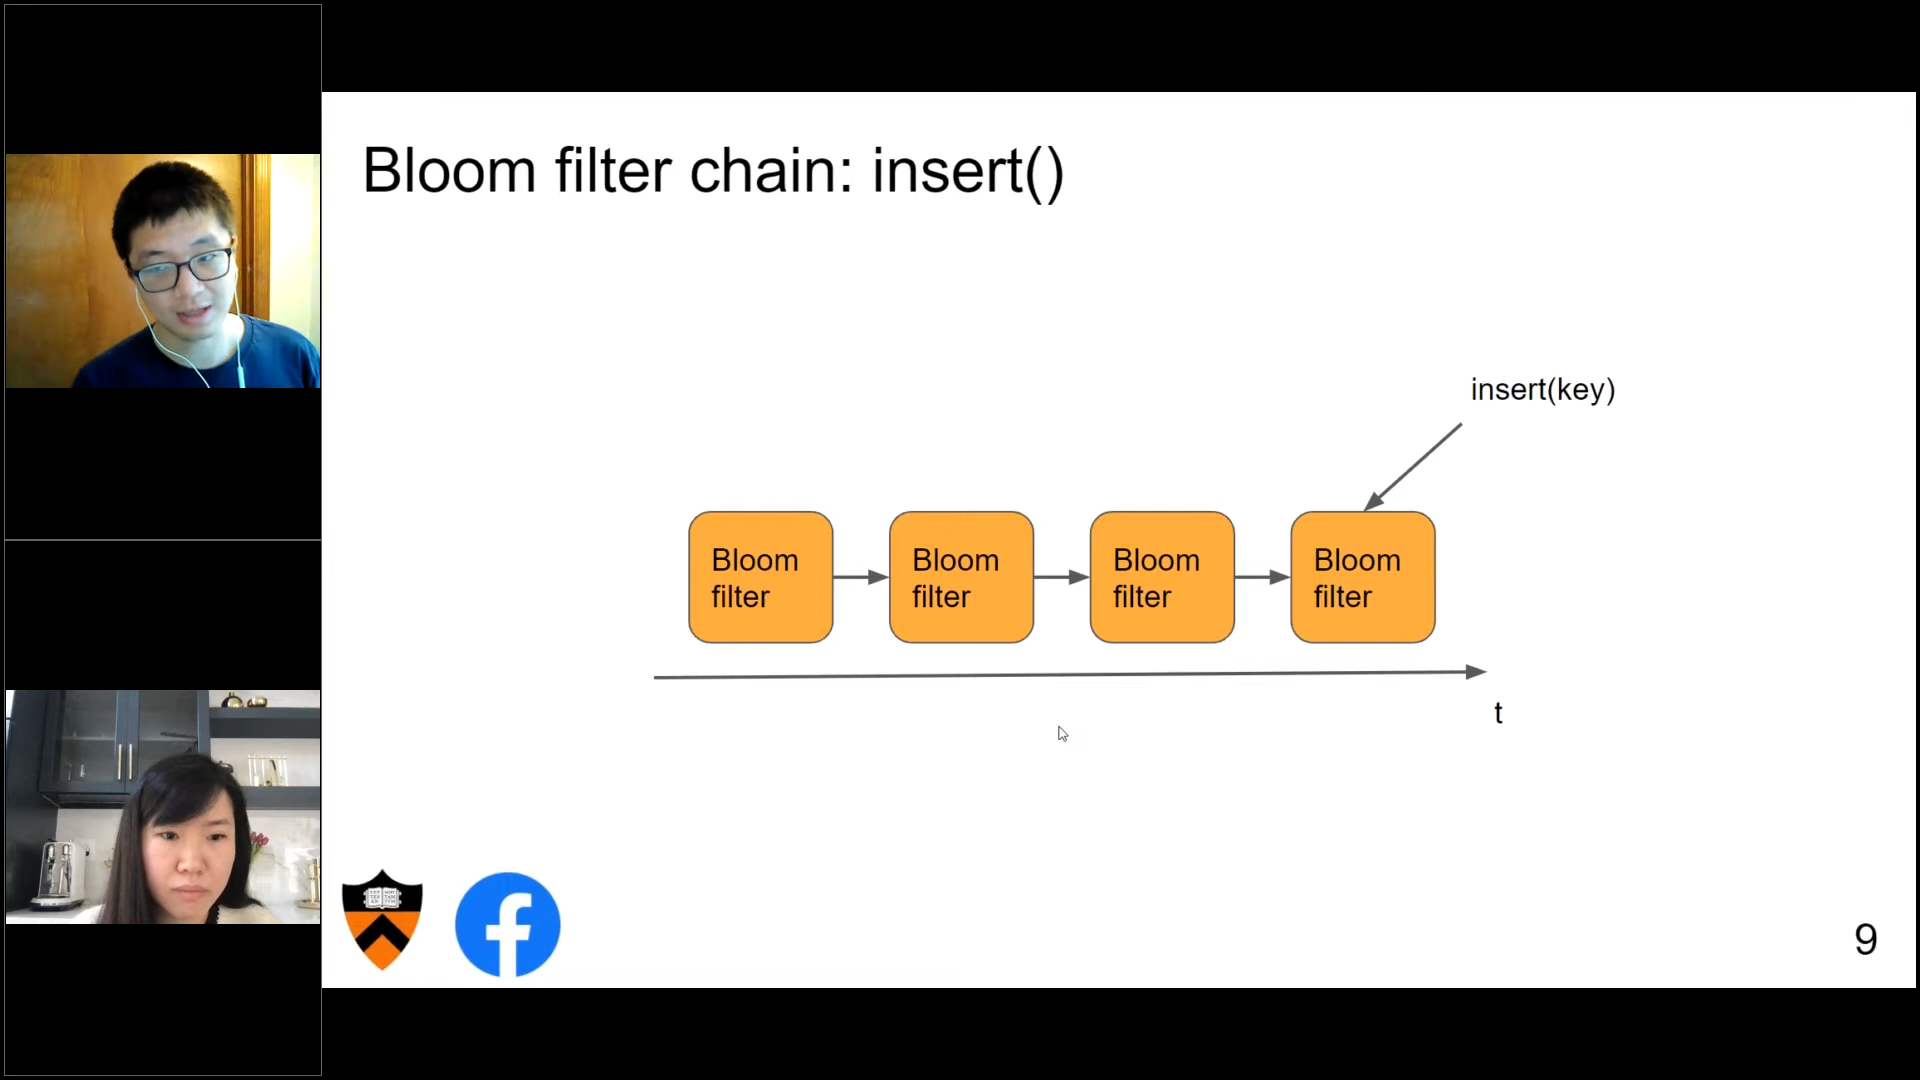 Bloom filter chain: insert()
insert(key)
Bloom
filter
Bloom
filter
Bloom
filter
Bloom
filter
t
9